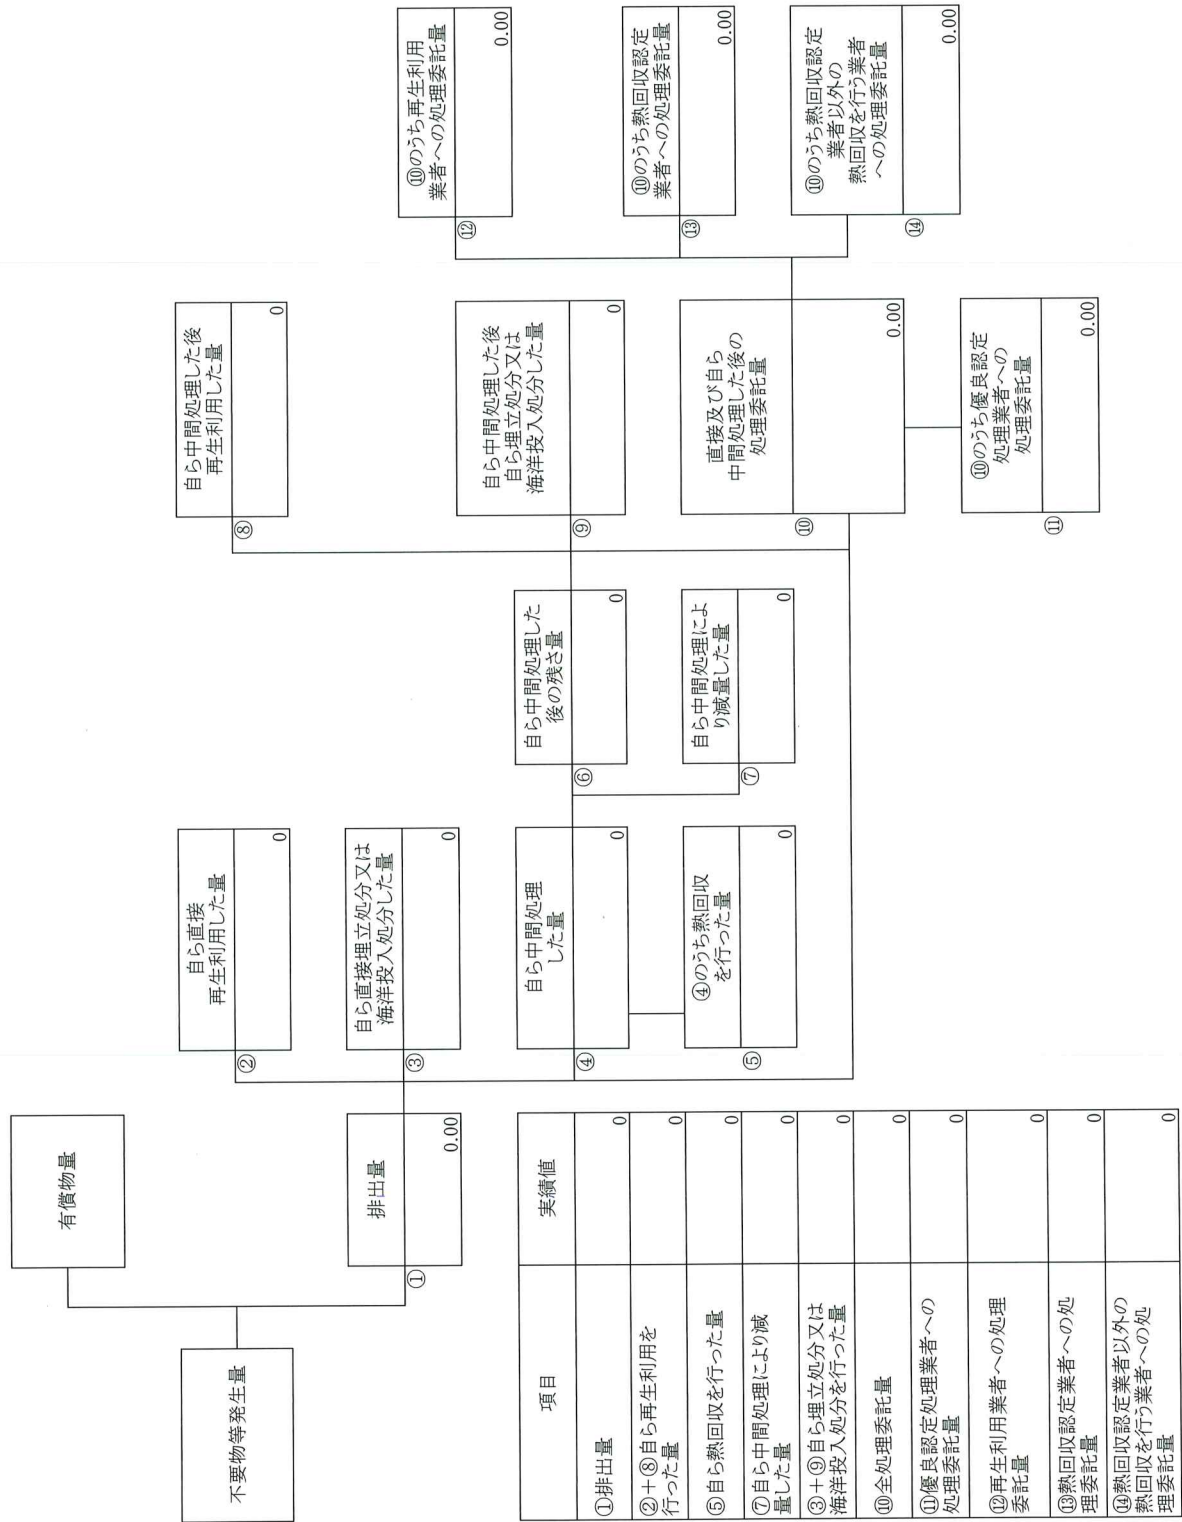 不要物等発生量
有償物量
排出量
①
0.00
自ら直接
再生利用した量
②
0
自ら直接埋立処分又は
海洋投入処分した量
③
0
自ら中間処理
した量
④
0
④のうち熱回収
を行った量
⑤
0
自ら中間処理した
後の残さ量
⑥
0
自ら中間処理によ
り減量した量
⑦
0
自ら中間処理した後
再生利用した量
⑧
0
自ら中間処理した後
自ら埋立処分又は
海洋投入処分した量
⑨
0
直接及び自ら
中間処理した後の
処理委託量
⑩
0.00
⑩のうち優良認定
処理業者への
処理委託量
⑪
0.00
⑩のうち再生利用
業者への処理委託量
⑫
0.00
⑩のうち熱回収認定
業者への処理委託量
⑬
0.00
⑩のうち熱回収認定
業者以外の
熱回収を行う業者
への処理委託量
⑭
0.00
項目 実績値
①排出量 0
②+⑧自ら再生利用を
行った量 0
⑤自ら熱回収を行った量 0
⑦自ら中間処理により減
量した量 0
③+⑨自ら埋立処分又は
海洋投入処分を行った量 0
⑩全処理委託量 0
⑪優良認定処理業者への
処理委託量 0
⑫再生利用業者への処理
委託量 0
⑬熱回収認定業者への処
理委託量 0
⑭熱回収認定業者以外の
熱回収を行う業者への処
理委託量 0